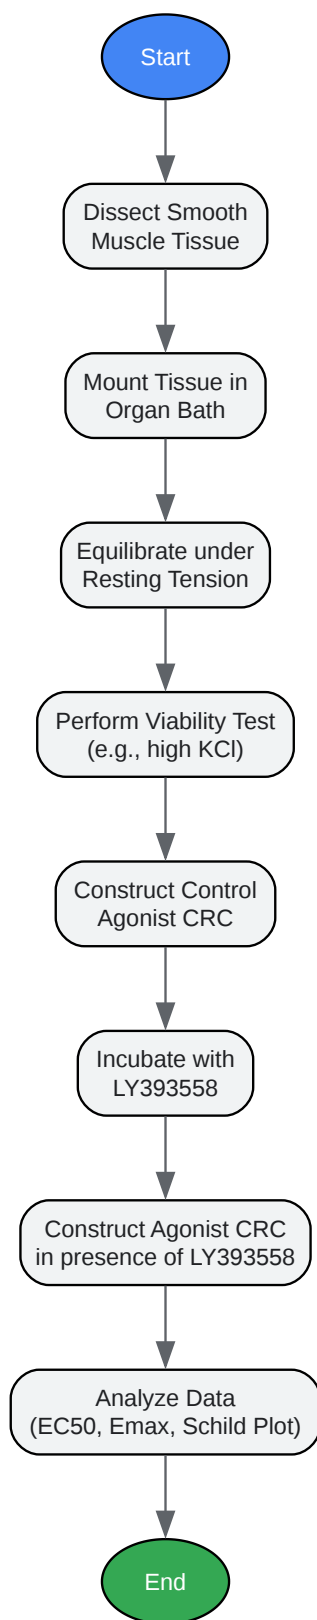 Start
Dissect Smooth
Muscle Tissue
Mount Tissue in
Organ Bath
Equilibrate under
Resting Tension
Perform Viability Test
(e.g., high KCl)
Construct Control
Agonist CRC
Incubate with
LY393558
Construct Agonist CRC
in presence of LY393558
Analyze Data
(EC50, Emax, Schild Plot)
End